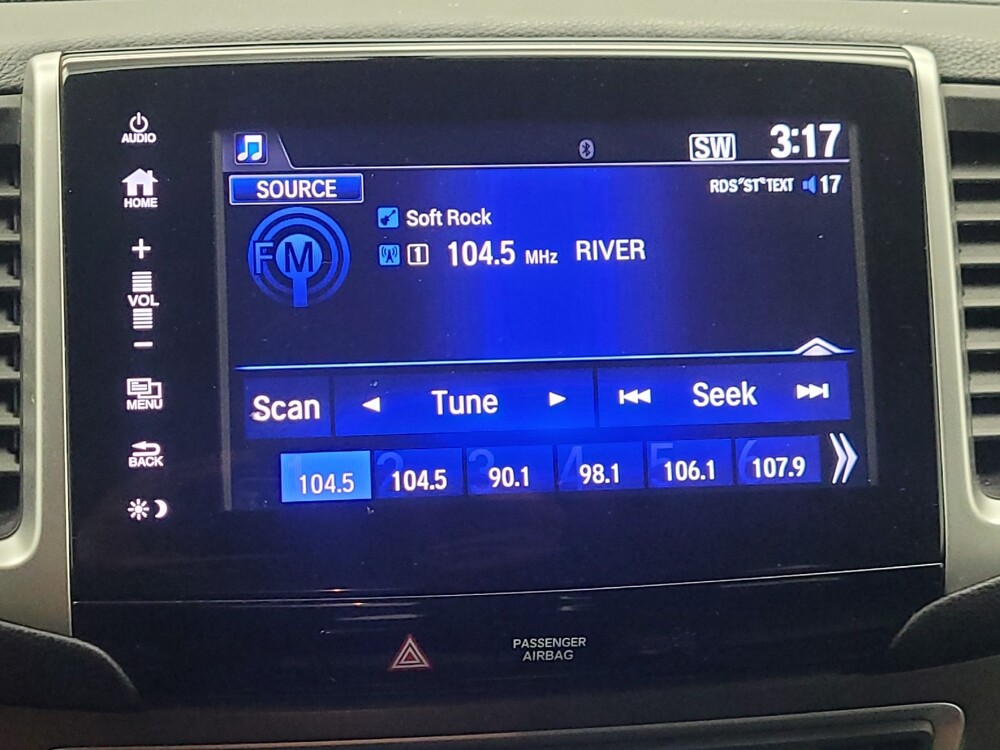 AUDIO
HOME
+
VOL
−
MENU
BACK
SW 3:17
SOURCE
RDS ST TEXT 17
FM
Soft Rock
1 104.5 MHz RIVER
Scan Tune Seek
1 104.5 2 104.5 3 90.1 4 98.1 5 106.1 6 107.9
PASSENGER
AIRBAG